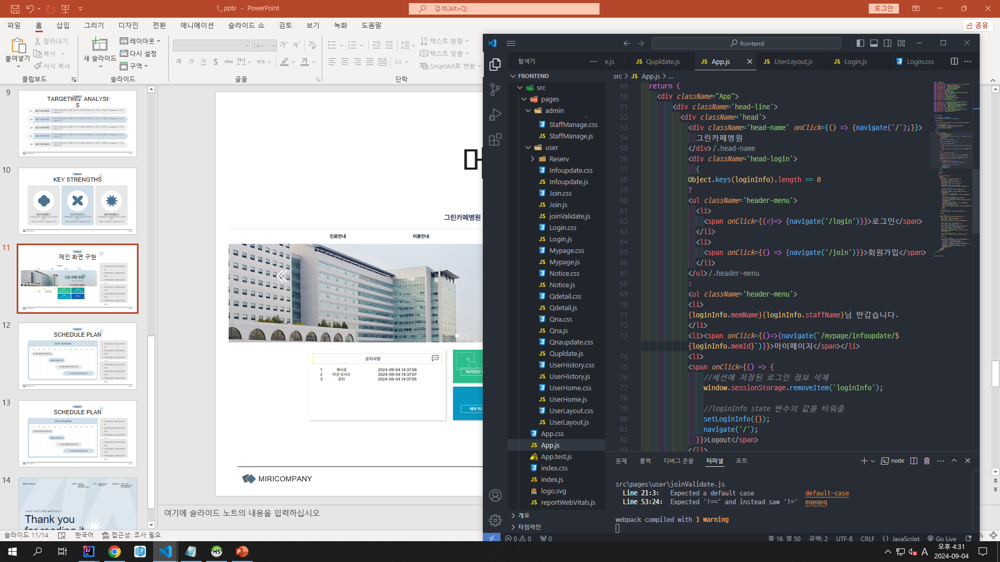 1_.pptx - PowerPoint
검색(Alt+Q)
로그인
파일 홈 삽입 그리기 디자인 전환 애니메이션 슬라이드 쇼 검토 보기 녹화 도움말
공유
붙여넣기
잘라내기
복사
서식 복사
클립보드
새 슬라이드
레이아웃
다시 설정
구역
슬라이드
14+
글꼴
텍스트 방향
텍스트 맞춤
SmartArt로 변환
단락
9
TARGETING ANALYSI
S
KEYWORD
KEYWORD
KEYWORD
KEYWORD
KEYWORD
10
KEY STRENGTHS
KEYWORD 1
KEYWORD 2
KEYWORD 3
11
메인 화면 구현
그린 카페 병원
12
SCHEDULE PLAN
20XX Schedule
13
SCHEDULE PLAN
20XX Schedule
14
Thank you
for reading it
그린카페병원
진료안내
이용안내
공지사항
1 게시글 2024-09-04 14:37:08
2 이것 보시오 2024-09-04 14:37:07
3 공지 2024-09-04 14:37:05
예약 하기
MIRICOMPANY
여기에 슬라이드 노트의 내용을 입력하십시오
슬라이드 11/14
한국어
접근성: 조사 필요
frontend
탐색기
e.js
JS Qupldate.js
JS App.js
JS UserLayout.js
JS Login.js
Login.css
FRONTEND
src > JS App.js > ...
src
pages
admin
StaffManage.css
JS StaffManage.js
user
Reserv
Infoupdate.css
JS Infoupdate.js
Join.css
JS Join.js
JS joinValidate.js
Login.css
JS Login.js
Mypage.css
JS Mypage.js
Notice.css
JS Notice.js
Qdetail.css
JS Qdetail.js
Qna.css
JS Qna.js
Qnaupdate.css
JS Qupldate.js
UserHistory.css
JS UserHistory.js
UserHome.css
JS UserHome.js
UserLayout.css
JS UserLayout.js
App.css
JS App.js
App.test.js
index.css
JS index.js
logo.svg
JS reportWebVitals.js
개요
타임라인
49 return (
50 <div className="App">
51 <div className='head-line'>
52 <div className='head'>
53 <div className='head-name' onClick={() => {navigate('/');}}>
54 그린카페병원
55 </div>/.head-name
56 <div className='head-login'>
57 {
58 Object.keys(loginInfo).length == 0
59 ?
60 <ul className='header-menu'>
61 <li>
62 <span onClick={(e)=> {navigate('/login')}}>로그인</span>
63 </li>
64 <li>
65 <span onClick={() => {navigate('/join')}}>회원가입</span>
66 </li>
67 </ul>/.header-menu
68 :
69 <ul className='header-menu'>
70 <li>
71 {loginInfo.memName}{loginInfo.staffName}님 반갑습니다.
72 </li>
73 <li><span onClick={()=>{navigate(`/mypage/infoupdate/$
{loginInfo.memId}`)}}>마이페이지</span></li>
74 <li>
75 <span onClick={() => {
76 //세션에 저장된 로그인 정보 삭제
77 window.sessionStorage.removeItem('loginInfo');
78
79 //loginInfo state 변수의 값을 비워줌
80 setLoginInfo({});
81 navigate('/');
82 }}>Logout</span>
83 </li>
문제 출력 디버그 콘솔 터미널 포트
node
src\pages\user\joinValidate.js
Line 21:3: Expected a default case default-case
Line 53:24: Expected '!==' and instead saw '!=' eqeqeq
webpack compiled with 1 warning
0 0 0
줄 16, 열 50 공백: 2 UTF-8 CRLF {} JavaScript Go Live
A
오후 4:31
2024-09-04